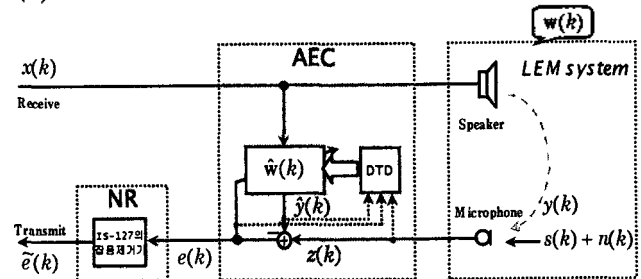 w(k)
AEC
LEM system
x(k)
Receive
Speaker
ŵ(k)
DTD
NR
ŷ(k)
Microphone
y(k)
IS-127의
잡음제거기
Transmit
ẽ(k)
e(k)
z(k)
s(k) + n(k)